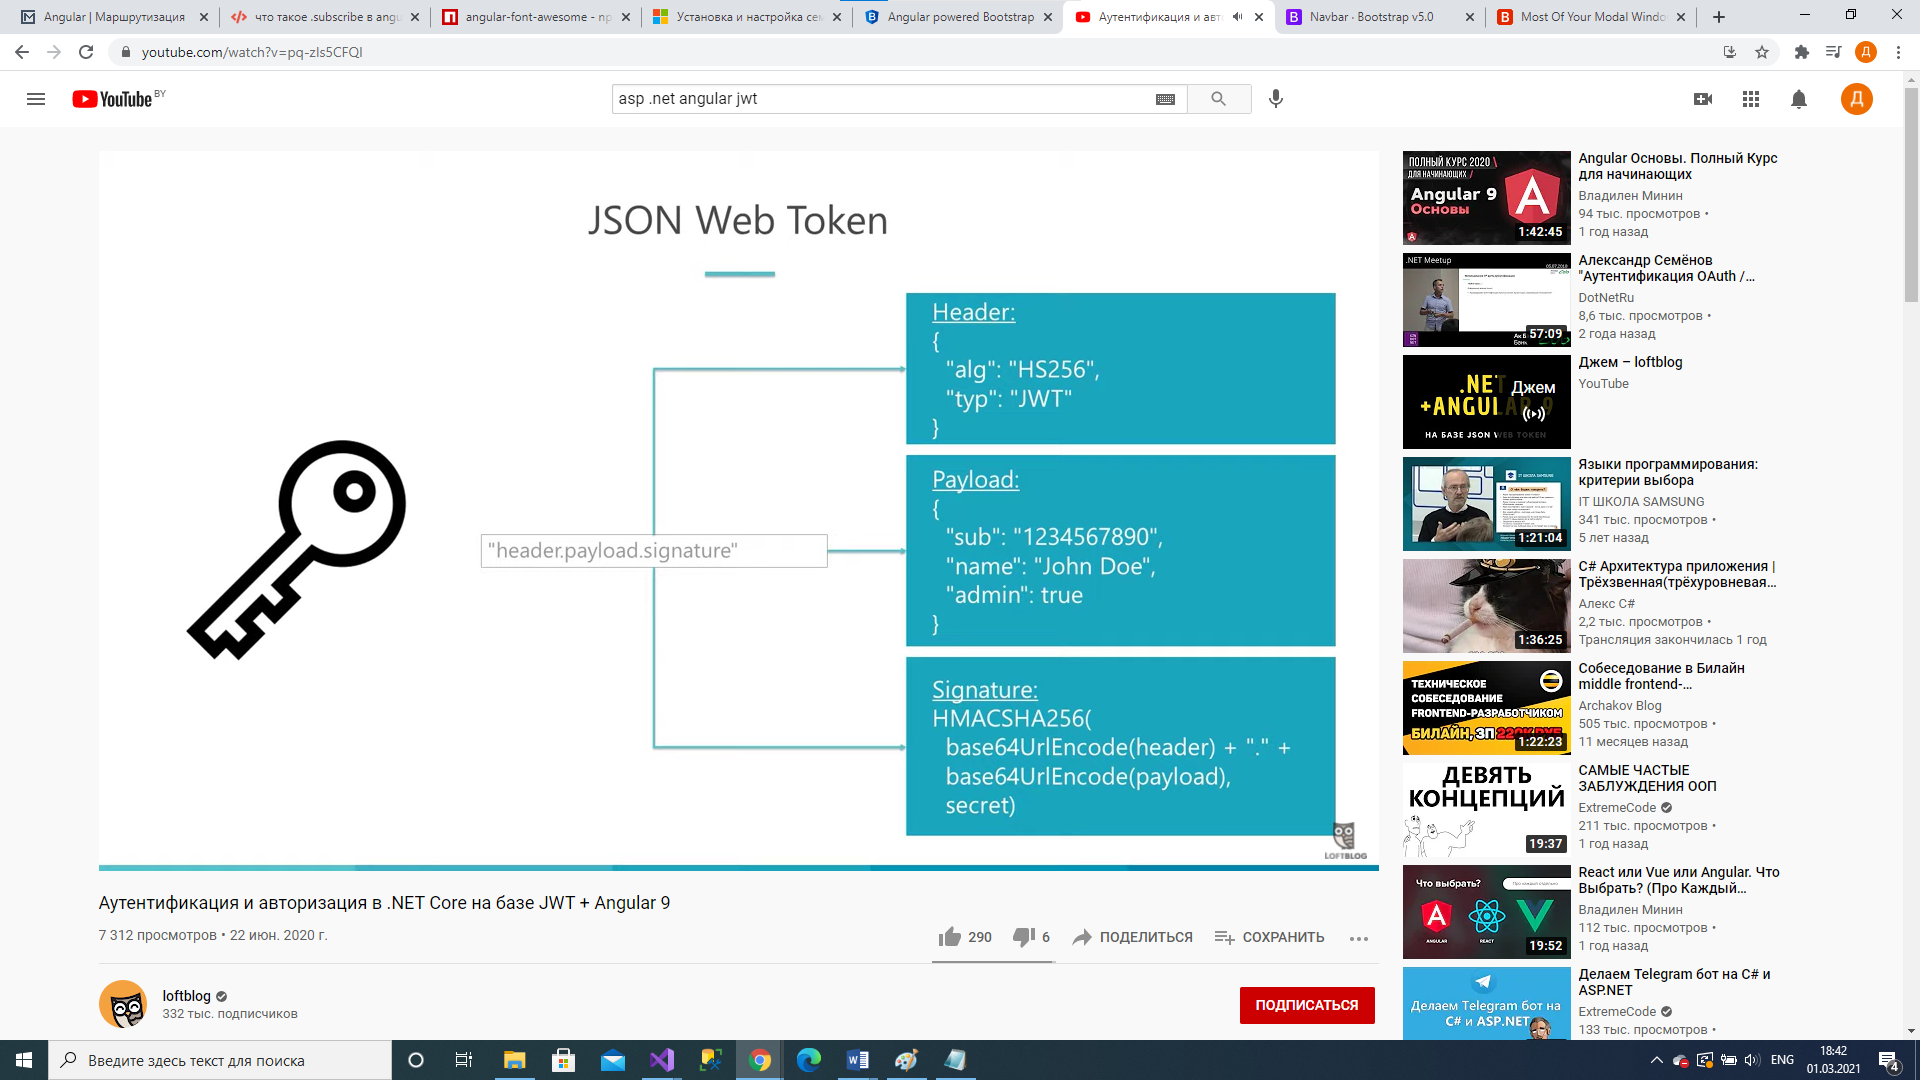 Angular | Маршрутизация
что такое .subscribe в angu
angular-font-awesome - np
Установка и настройка сем
Angular powered Bootstrap
Аутентификация и авт
Navbar · Bootstrap v5.0
Most Of Your Modal Windo
youtube.com/watch?v=pq-zIs5CFQI
Д
YouTube BY
asp .net angular jwt
Д
JSON Web Token
Header:
{
"alg": "HS256",
"typ": "JWT"
}
"header.payload.signature"
Payload:
{
"sub": "1234567890",
"name": "John Doe",
"admin": true
}
Signature:
HMACSHA256(
base64UrlEncode(header) + "." +
base64UrlEncode(payload),
secret)
LOFTBLOG
Аутентификация и авторизация в .NET Core на базе JWT + Angular 9
7 312 просмотров • 22 июн. 2020 г.
290
6
ПОДЕЛИТЬСЯ
СОХРАНИТЬ
loftblog
332 тыс. подписчиков
ПОДПИСАТЬСЯ
ПОЛНЫЙ КУРС 2020 \
ДЛЯ НАЧИНАЮЩИХ /
Angular 9
Основы
1:42:45
Angular Основы. Полный Курс
для начинающих
Владилен Минин
94 тыс. просмотров •
1 год назад
.NET Meetup
57:09
Александр Семёнов
"Аутентификация OAuth /...
DotNetRu
8,6 тыс. просмотров •
2 года назад
.NET
+ANGULAR 9
НА БАЗЕ JSON WEB TOKEN
Джем
Джем – loftblog
YouTube
IT ШКОЛА SAMSUNG
1:21:04
Языки программирования:
критерии выбора
IT ШКОЛА SAMSUNG
341 тыс. просмотров •
5 лет назад
1:36:25
C# Архитектура приложения |
Трёхзвенная(трёхуровневая...
Алекс C#
2,2 тыс. просмотров •
Трансляция закончилась 1 год
ТЕХНИЧЕСКОЕ
СОБЕСЕДОВАНИЕ
FRONTEND-РАЗРАБОТЧИКОМ
БИЛАЙН, ЗП 220К РУБ
1:22:23
Собеседование в Билайн
middle frontend-...
Archakov Blog
505 тыс. просмотров •
11 месяцев назад
ДЕВЯТЬ
КОНЦЕПЦИЙ
19:37
САМЫЕ ЧАСТЫЕ
ЗАБЛУЖДЕНИЯ ООП
ExtremeCode
211 тыс. просмотров •
1 год назад
Что выбрать?
ANGULAR
REACT
19:52
React или Vue или Angular. Что
Выбрать? (Про Каждый...
Владилен Минин
112 тыс. просмотров •
1 год назад
Делаем Telegram бот на
C# и ASP.NET
Делаем Telegram бот на C# и
ASP.NET
ExtremeCode
133 тыс. просмотров •
Введите здесь текст для поиска
ENG
18:42
01.03.2021
4